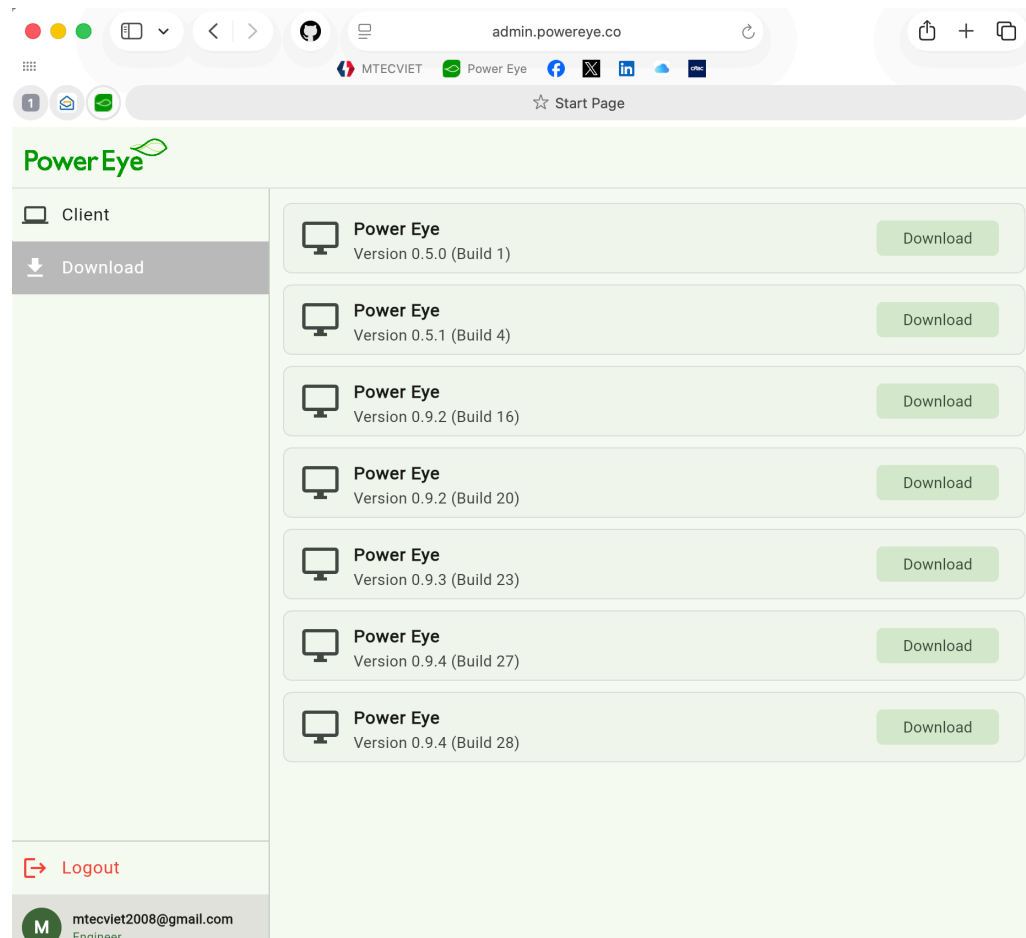 admin.powereye.co
MTECVIET
Power Eye
citec
1
Start Page
Power Eye
Client
Download
Power Eye
Version 0.5.0 (Build 1)
Download
Power Eye
Version 0.5.1 (Build 4)
Download
Power Eye
Version 0.9.2 (Build 16)
Download
Power Eye
Version 0.9.2 (Build 20)
Download
Power Eye
Version 0.9.3 (Build 23)
Download
Power Eye
Version 0.9.4 (Build 27)
Download
Power Eye
Version 0.9.4 (Build 28)
Download
Logout
M
mtecviet2008@gmail.com
Engineer